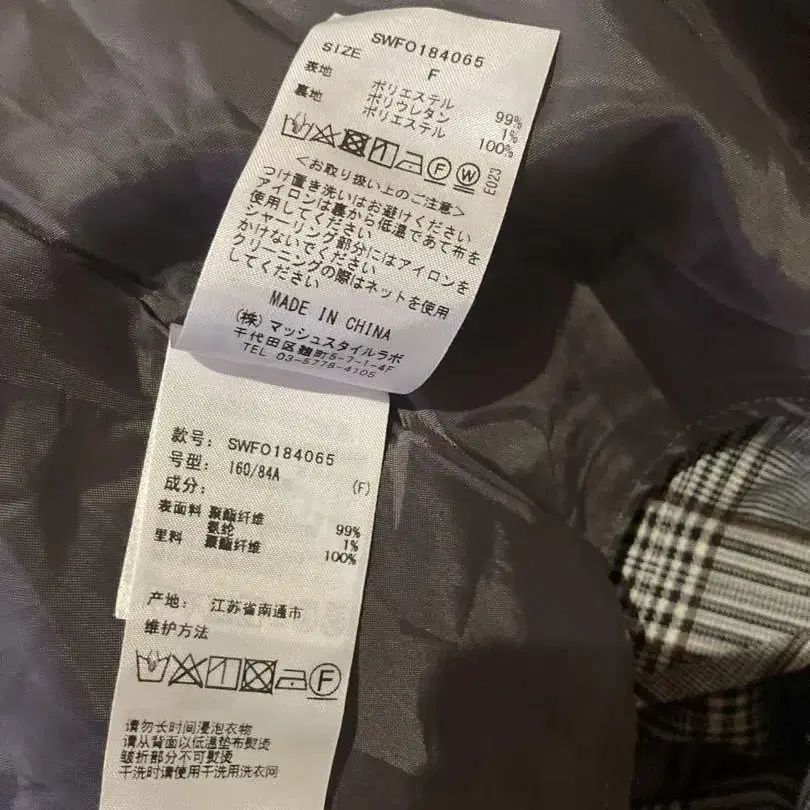 SWFO184065
SIZE F
表地 ポリエステル 99%
ポリウレタン 1%
裏地 ポリエステル 100%
F
W
E023
<お取り扱い上のご注意>
つけ置き洗いはお避けください
アイロンは裏から低温であて布を
使用してください
シャーリング部分にはアイロンを
かけないでください
クリーニングの際はネットを使用
してください
MADE IN CHINA
(株)マッシュスタイルラボ
千代田区麹町5-7-1-4F
TEL 03-5778-4105
款号: SWFO184065
号型: 160/84A (F)
成分:
表面料 聚酯纤维 99%
氨纶 1%
里料 聚酯纤维 100%
产地: 江苏省南通市
维护方法
F
请勿长时间浸泡衣物
请从背面以低温垫布熨烫
皱折部分不可熨烫
干洗时请使用干洗用洗衣网